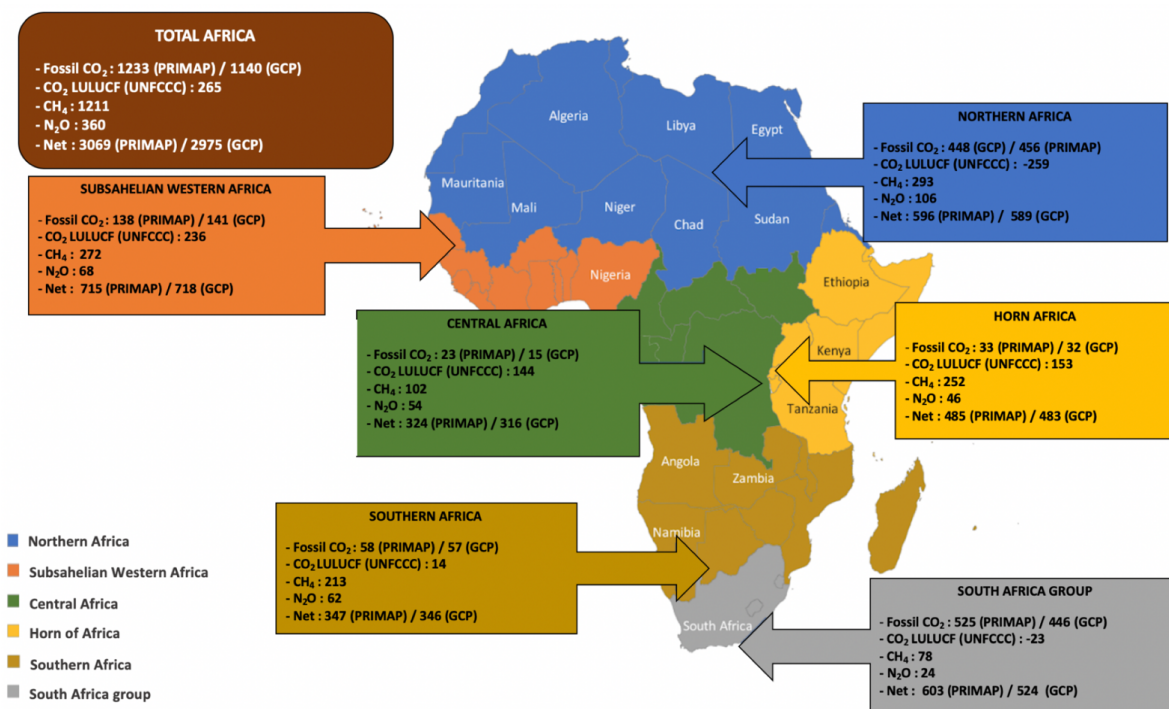 TOTAL AFRICA
- Fossil CO₂ : 1233 (PRIMAP) / 1140 (GCP)
- CO₂ LULUCF (UNFCCC) : 265
- CH₄ : 1211
- N₂O : 360
- Net : 3069 (PRIMAP) / 2975 (GCP)
SUBSAHELIAN WESTERN AFRICA
- Fossil CO₂ : 138 (PRIMAP) / 141 (GCP)
- CO₂ LULUCF (UNFCCC) : 236
- CH₄ : 272
- N₂O : 68
- Net : 715 (PRIMAP) / 718 (GCP)
NORTHERN AFRICA
- Fossil CO₂ : 448 (GCP) / 456 (PRIMAP)
- CO₂ LULUCF (UNFCCC) : -259
- CH₄ : 293
- N₂O : 106
- Net : 596 (PRIMAP) / 589 (GCP)
Algeria
Libya
Egypt
Mauritania
Mali
Niger
Chad
Sudan
Nigeria
Ethiopia
Kenya
Tanzania
Angola
Zambia
Namibia
South Africa
CENTRAL AFRICA
- Fossil CO₂ : 23 (PRIMAP) / 15 (GCP)
- CO₂ LULUCF (UNFCCC) : 144
- CH₄ : 102
- N₂O : 54
- Net : 324 (PRIMAP) / 316 (GCP)
HORN AFRICA
- Fossil CO₂ : 33 (PRIMAP) / 32 (GCP)
- CO₂ LULUCF (UNFCCC) : 153
- CH₄ : 252
- N₂O : 46
- Net : 485 (PRIMAP) / 483 (GCP)
SOUTHERN AFRICA
- Fossil CO₂ : 58 (PRIMAP) / 57 (GCP)
- CO₂ LULUCF (UNFCCC) : 14
- CH₄ : 213
- N₂O : 62
- Net : 347 (PRIMAP) / 346 (GCP)
SOUTH AFRICA GROUP
- Fossil CO₂ : 525 (PRIMAP) / 446 (GCP)
- CO₂ LULUCF (UNFCCC) : -23
- CH₄ : 78
- N₂O : 24
- Net : 603 (PRIMAP) / 524 (GCP)
Northern Africa
Subsahelian Western Africa
Central Africa
Horn of Africa
Southern Africa
South Africa group